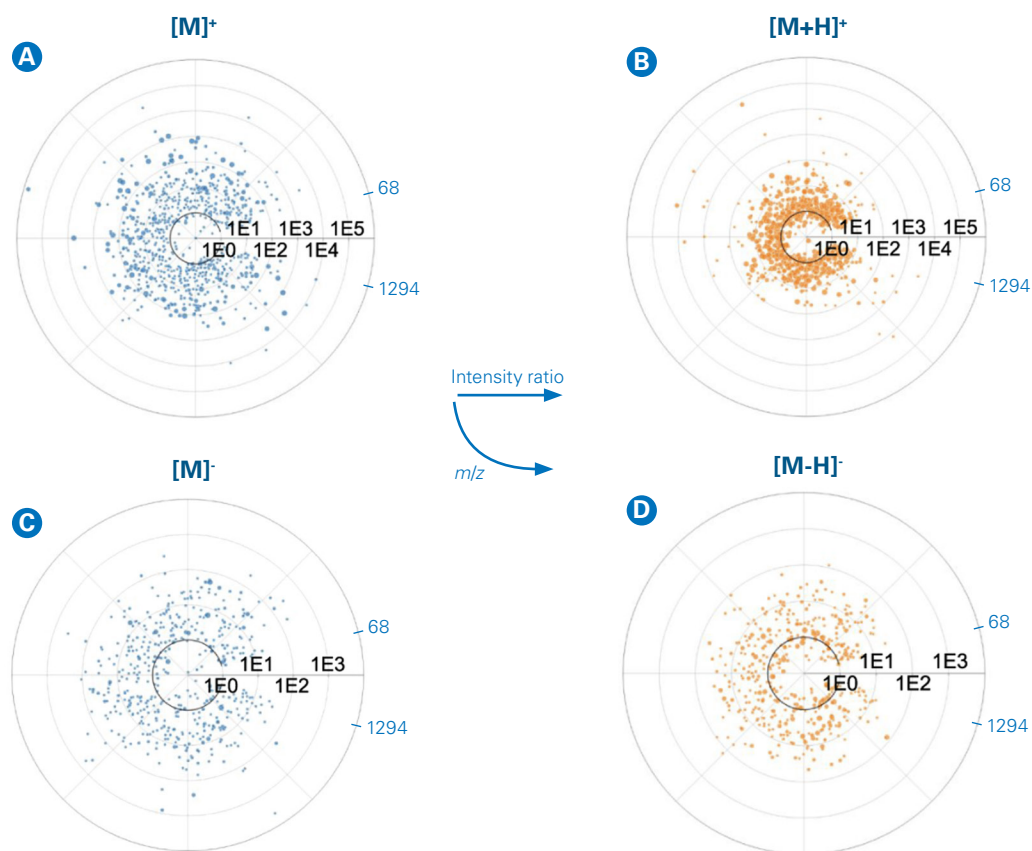 [M]⁺
[M+H]⁺
A
B
68
68
1E1 1E3 1E5
1E0 1E2 1E4
1E1 1E3 1E5
1E0 1E2 1E4
1294
1294
Intensity ratio
m/z
[M]⁻
[M-H]⁻
C
D
68
68
1E1 1E3
1E0 1E2
1E1 1E3
1E0 1E2
1294
1294